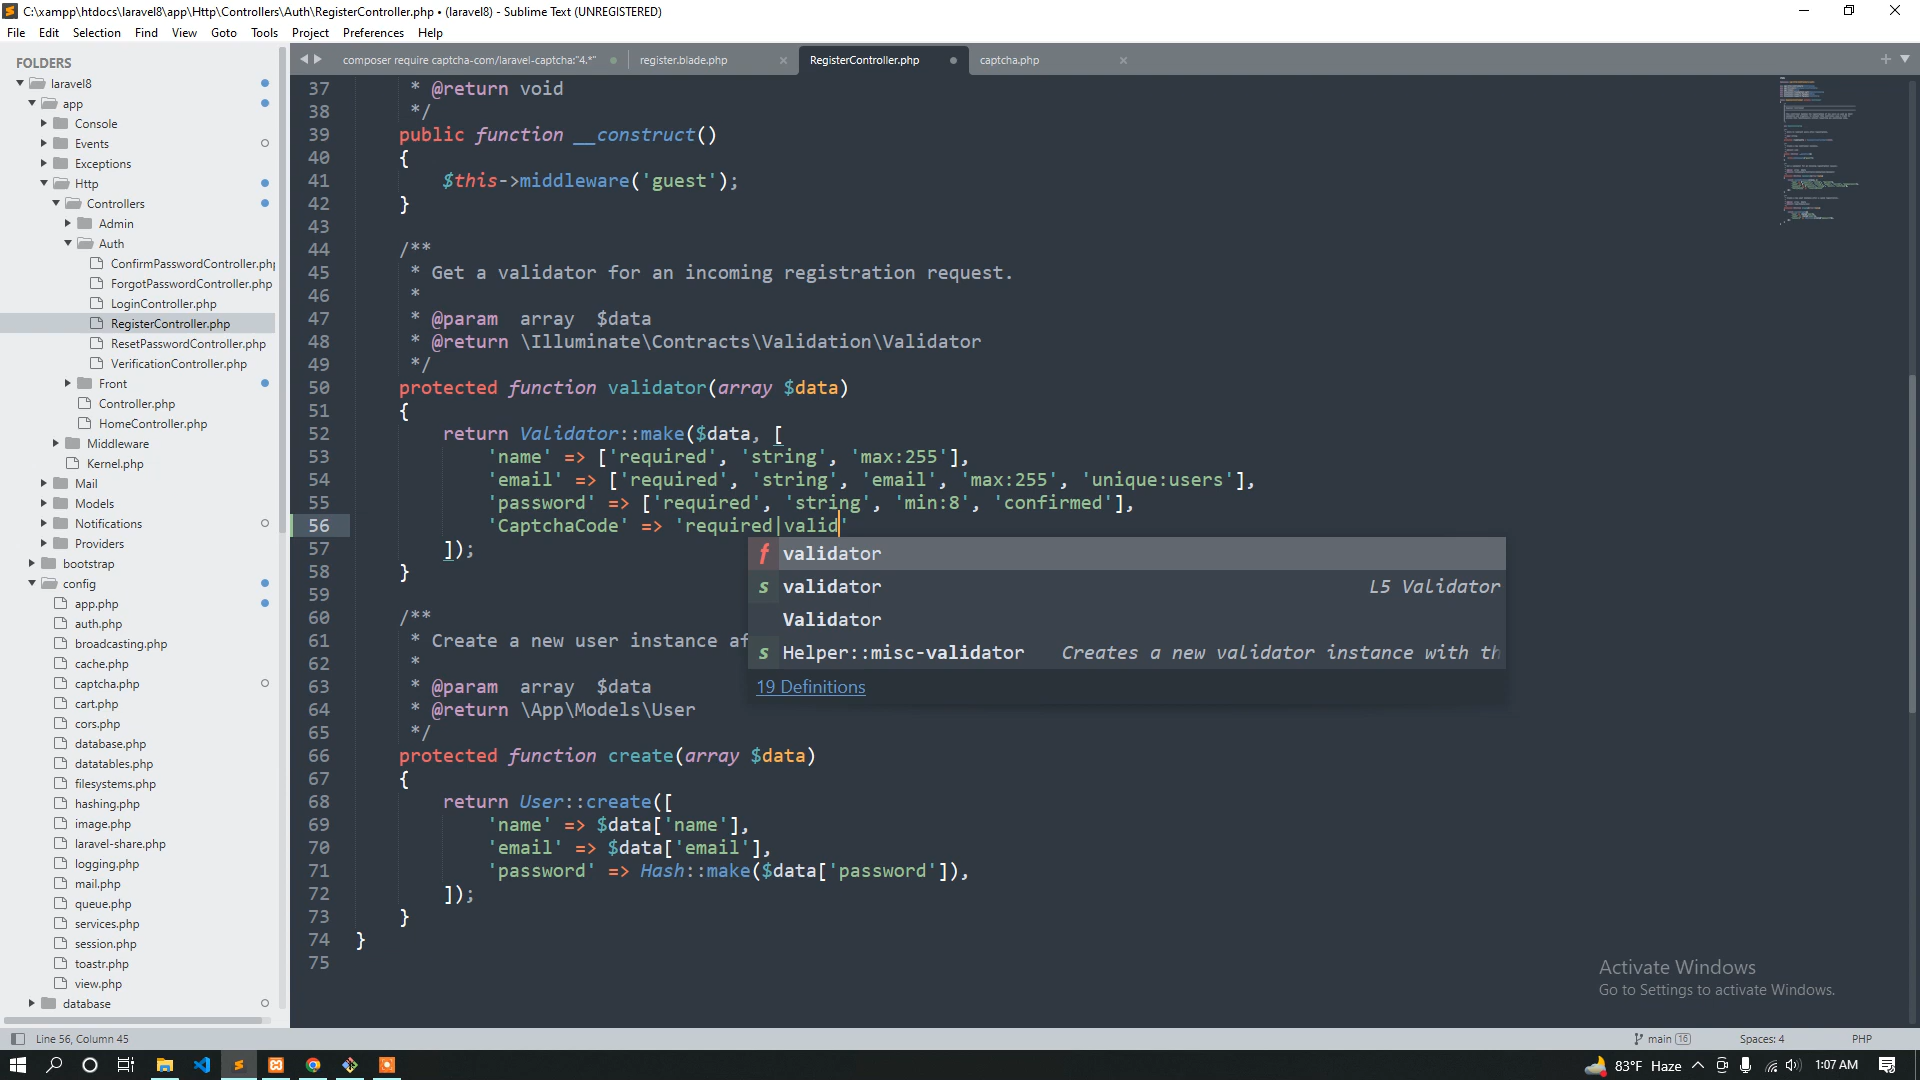 C:\xampp\htdocs\laravel8\app\Http\Controllers\Auth\RegisterController.php • (laravel8) - Sublime Text (UNREGISTERED)
File Edit Selection Find View Goto Tools Project Preferences Help
FOLDERS
laravel8
app
Console
Events
Exceptions
Http
Controllers
Admin
Auth
ConfirmPasswordController.php
ForgotPasswordController.php
LoginController.php
RegisterController.php
ResetPasswordController.php
VerificationController.php
Front
Controller.php
HomeController.php
Middleware
Kernel.php
Mail
Models
Notifications
Providers
bootstrap
config
app.php
auth.php
broadcasting.php
cache.php
captcha.php
cart.php
cors.php
database.php
datatables.php
filesystems.php
hashing.php
image.php
laravel-share.php
logging.php
mail.php
queue.php
services.php
session.php
toastr.php
view.php
database
composer require captcha-com/laravel-captcha:"4.*" register.blade.php RegisterController.php captcha.php
37 * @return void
38 */
39 public function __construct()
40 {
41 $this->middleware('guest');
42 }
43
44 /**
45 * Get a validator for an incoming registration request.
46 *
47 * @param array $data
48 * @return \Illuminate\Contracts\Validation\Validator
49 */
50 protected function validator(array $data)
51 {
52 return Validator::make($data, [
53 'name' => ['required', 'string', 'max:255'],
54 'email' => ['required', 'string', 'email', 'max:255', 'unique:users'],
55 'password' => ['required', 'string', 'min:8', 'confirmed'],
56 'CaptchaCode' => 'required|valid'
57 ]);
58 }
59
60 /**
61 * Create a new user instance af
62 *
63 * @param array $data
64 * @return \App\Models\User
65 */
66 protected function create(array $data)
67 {
68 return User::create([
69 'name' => $data['name'],
70 'email' => $data['email'],
71 'password' => Hash::make($data['password']),
72 ]);
73 }
74 }
75
f validator
s validator L5 Validator
Validator
s Helper::misc-validator Creates a new validator instance with th
19 Definitions
Activate Windows
Go to Settings to activate Windows.
Line 56, Column 45 main 16 Spaces: 4 PHP
83°F Haze 1:07 AM